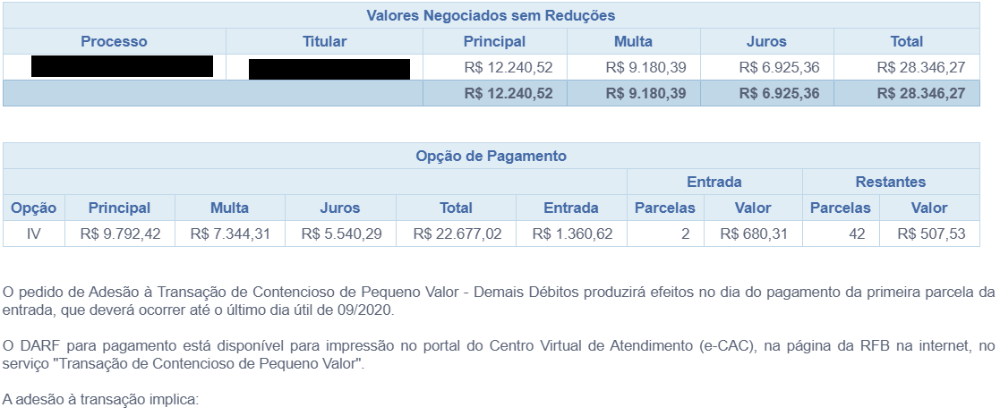 Valores Negociados sem Reduções
Processo Titular Principal Multa Juros Total
R$ 12.240,52 R$ 9.180,39 R$ 6.925,36 R$ 28.346,27
R$ 12.240,52 R$ 9.180,39 R$ 6.925,36 R$ 28.346,27
Opção de Pagamento
Entrada Restantes
Opção Principal Multa Juros Total Entrada Parcelas Valor Parcelas Valor
IV R$ 9.792,42 R$ 7.344,31 R$ 5.540,29 R$ 22.677,02 R$ 1.360,62 2 R$ 680,31 42 R$ 507,53
O pedido de Adesão à Transação de Contencioso de Pequeno Valor - Demais Débitos produzirá efeitos no dia do pagamento da primeira parcela da
entrada, que deverá ocorrer até o último dia útil de 09/2020.
O DARF para pagamento está disponível para impressão no portal do Centro Virtual de Atendimento (e-CAC), na página da RFB na internet, no
serviço "Transação de Contencioso de Pequeno Valor".
A adesão à transação implica: